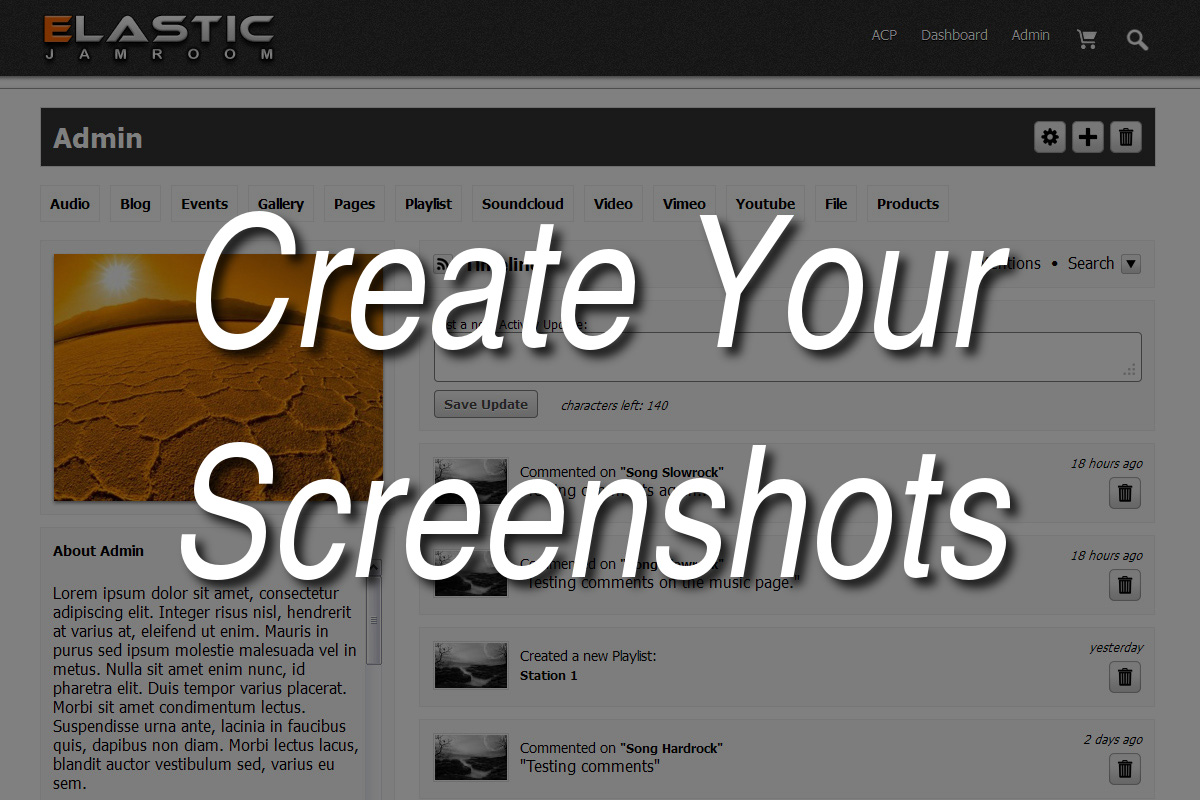 ELASTIC
JAMROOM
ACP Dashboard Admin
Admin
Audio Blog Events Gallery Pages Playlist Soundcloud Video Vimeo Youtube File Products
Create Your
Screenshots
Timeline
Search
a new Activity Update:
Save Update characters left: 140
Commented on "Song Slowrock"
18 hours ago
"Testing comments again."
Commented on "Song Slowrock"
18 hours ago
"Testing comments on the music page."
Created a new Playlist:
yesterday
Station 1
Commented on "Song Hardrock"
2 days ago
"Testing comments"
About Admin
Lorem ipsum dolor sit amet, consectetur
adipiscing elit. Integer risus nisl, hendrerit
at varius at, eleifend ut enim. Mauris in
purus sed ipsum molestie malesuada vel in
metus. Nulla sit amet enim nunc, id
pharetra elit. Duis tempor varius placerat.
Morbi sit amet condimentum lectus.
Suspendisse urna ante, lacinia in faucibus
quis, dapibus non diam. Morbi lectus lacus,
blandit auctor vestibulum sed, varius eu
sem.